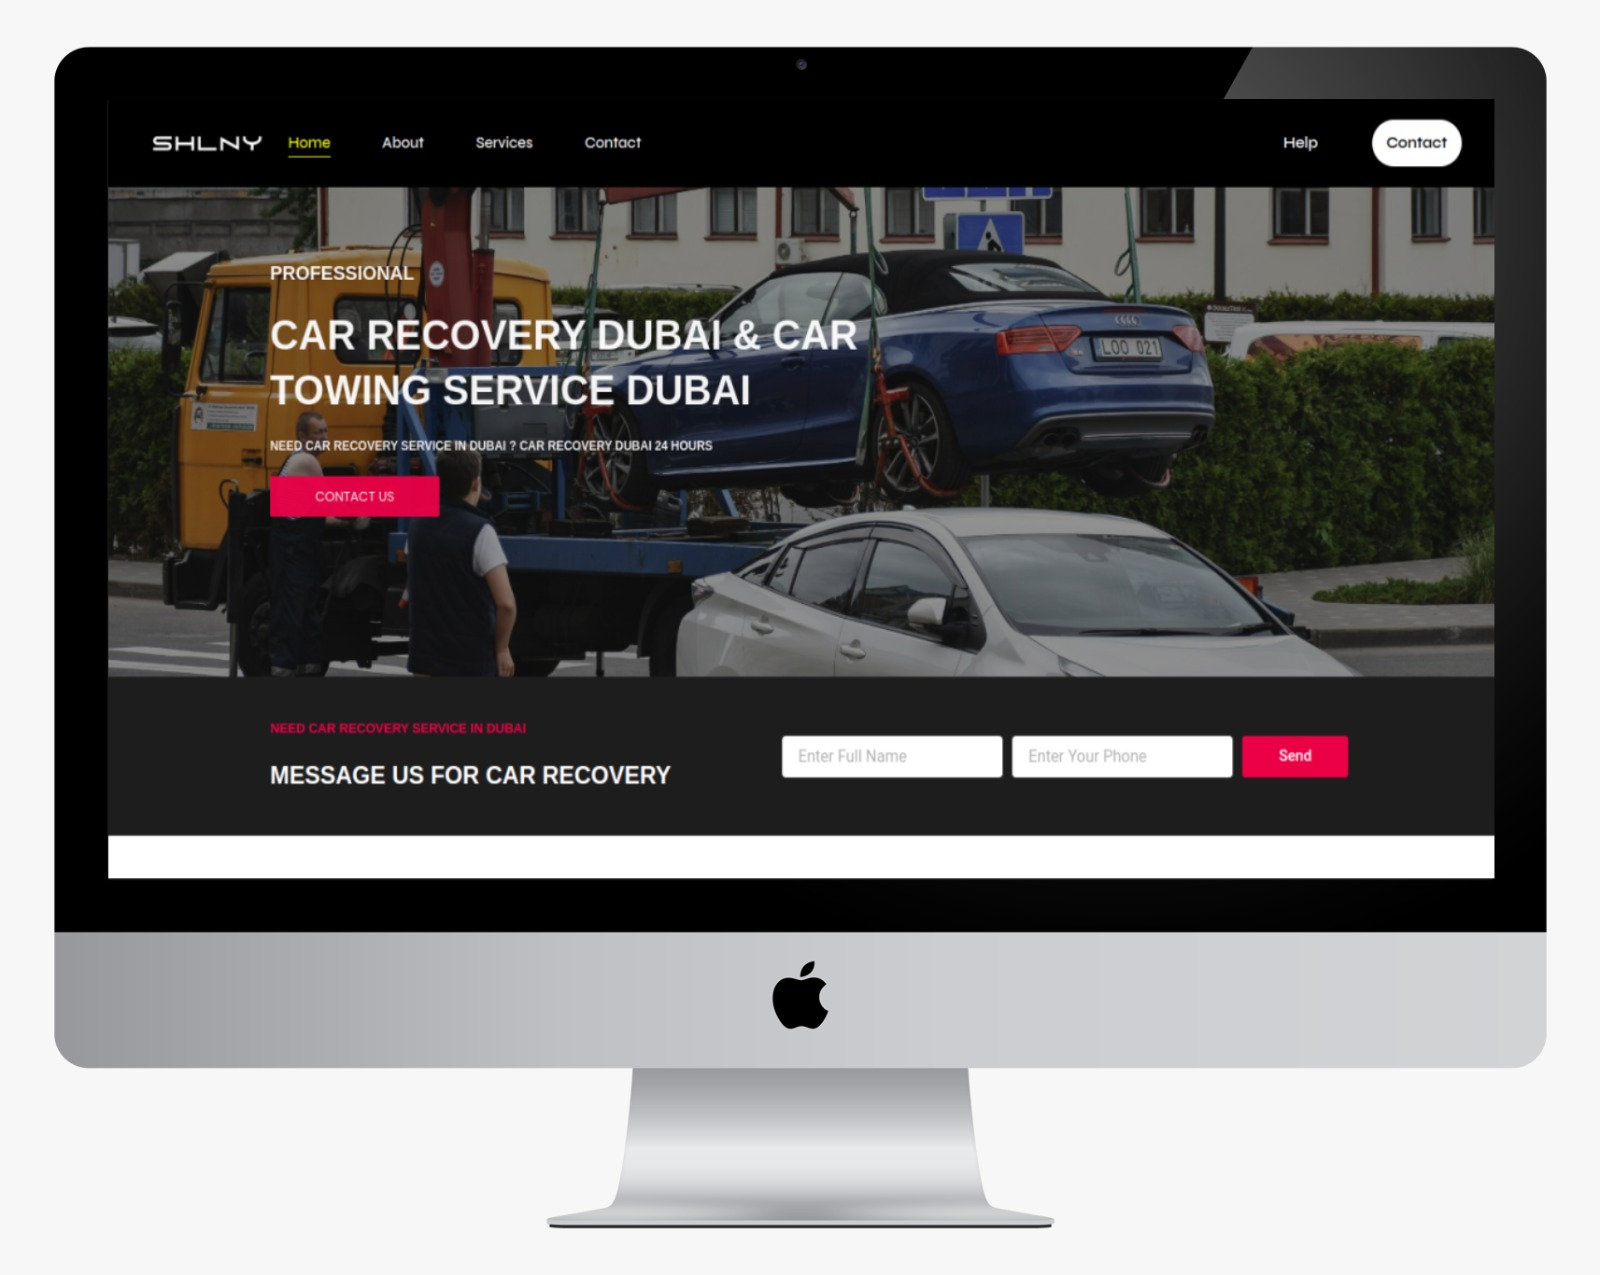 SHLNY Home About Services Contact Help Contact
PROFESSIONAL
CAR RECOVERY DUBAI & CAR
TOWING SERVICE DUBAI
LOO 021
NEED CAR RECOVERY SERVICE IN DUBAI ? CAR RECOVERY DUBAI 24 HOURS
CONTACT US
NEED CAR RECOVERY SERVICE IN DUBAI
MESSAGE US FOR CAR RECOVERY
Enter Full Name Enter Your Phone Send